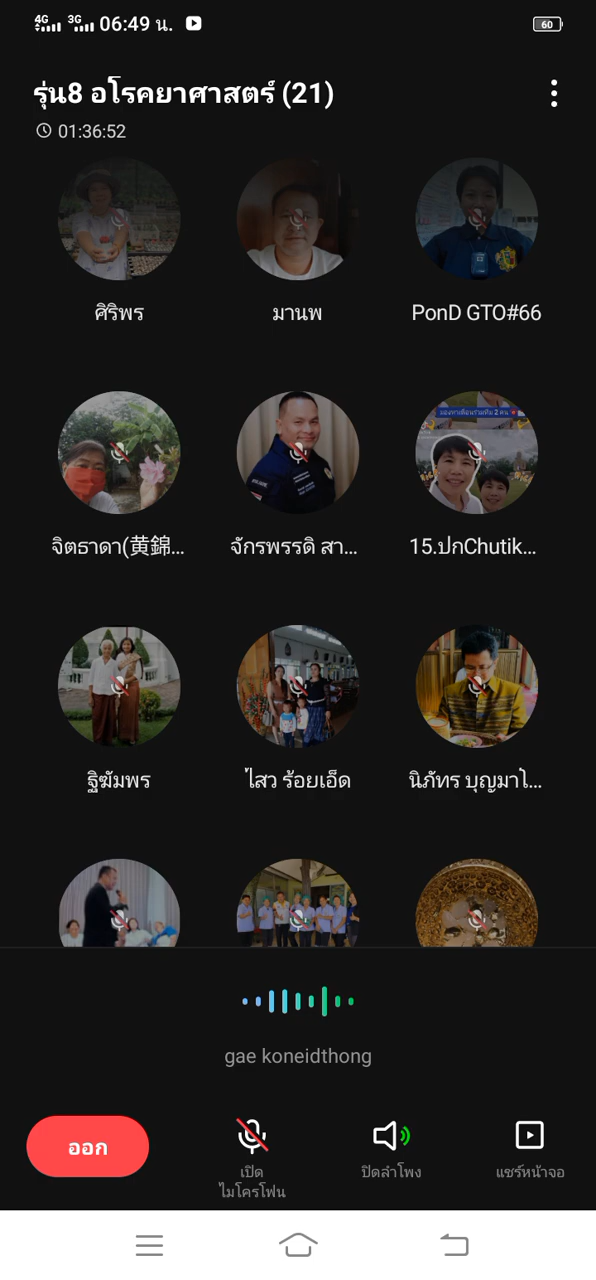 4G 3G 06:49 น. 60
รุ่น8 อโรคยาศาสตร์ (21)
01:36:52
ศิริพร มานพ PonD GTO#66
จิตธาดา(黄錦... จักรพรรดิ สา... 15.ปกChutik...
ฐิฆัมพร ไสว ร้อยเอ็ด นิภัทร บุญมาโ...
gae koneidthong
ออก
เปิด
ไมโครโฟน
ปิดลำโพง
แชร์หน้าจอ